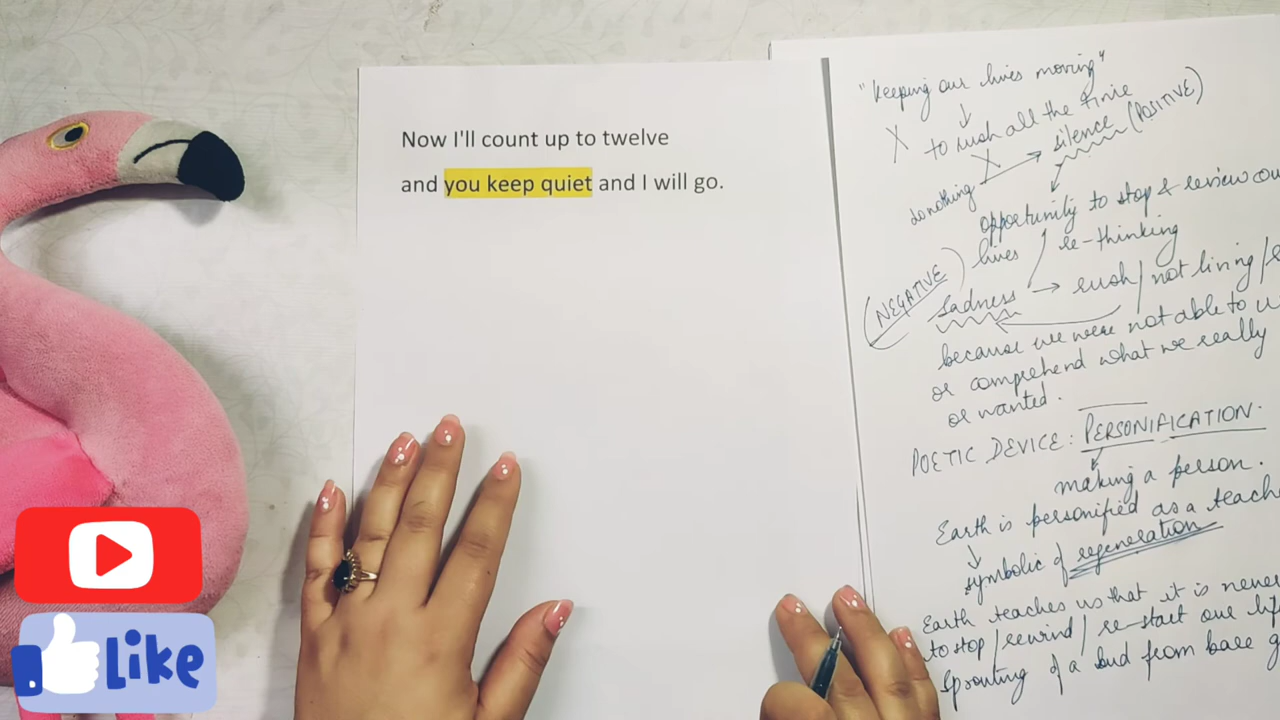 Now I'll count up to twelve
and you keep quiet and I will go.
"keeping our lives moving"
X to rush all the time
X
do nothing → silence (POSITIVE)
opportunity to stop & review our
lives re-thinking
(NEGATIVE)
Sadness → rush/not living/
because we were not able to
or comprehend what we really
or wanted.
POETIC DEVICE: PERSONIFICATION.
making a person.
Earth is personified as a
symbolic of regeneration
Earth teaches us that it is never
to stop/rewind/re-start our
Sprouting of a bud from bare
Like